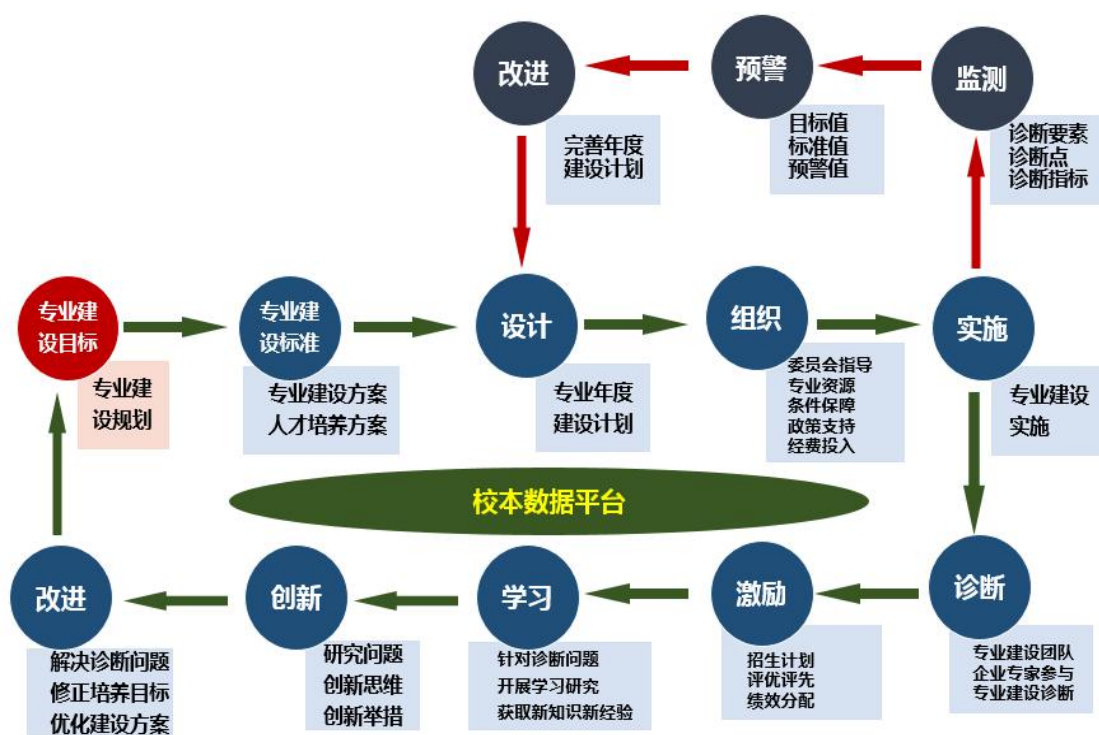 改进
预警
监测
完善年度
建设计划
目标值
标准值
预警值
诊断要素
诊断点
诊断指标
专业建
设目标
专业建
设标准
设计
组织
实施
专业建
设规划
专业建设方案
人才培养方案
专业年度
建设计划
委员会指导
专业资源
条件保障
政策支持
经费投入
专业建设
实施
校本数据平台
改进
创新
学习
激励
诊断
解决诊断问题
修正培养目标
优化建设方案
研究问题
创新思维
创新举措
针对诊断问题
开展学习研究
获取新知识新经验
招生计划
评优评先
绩效分配
专业建设团队
企业专家参与
专业建设诊断